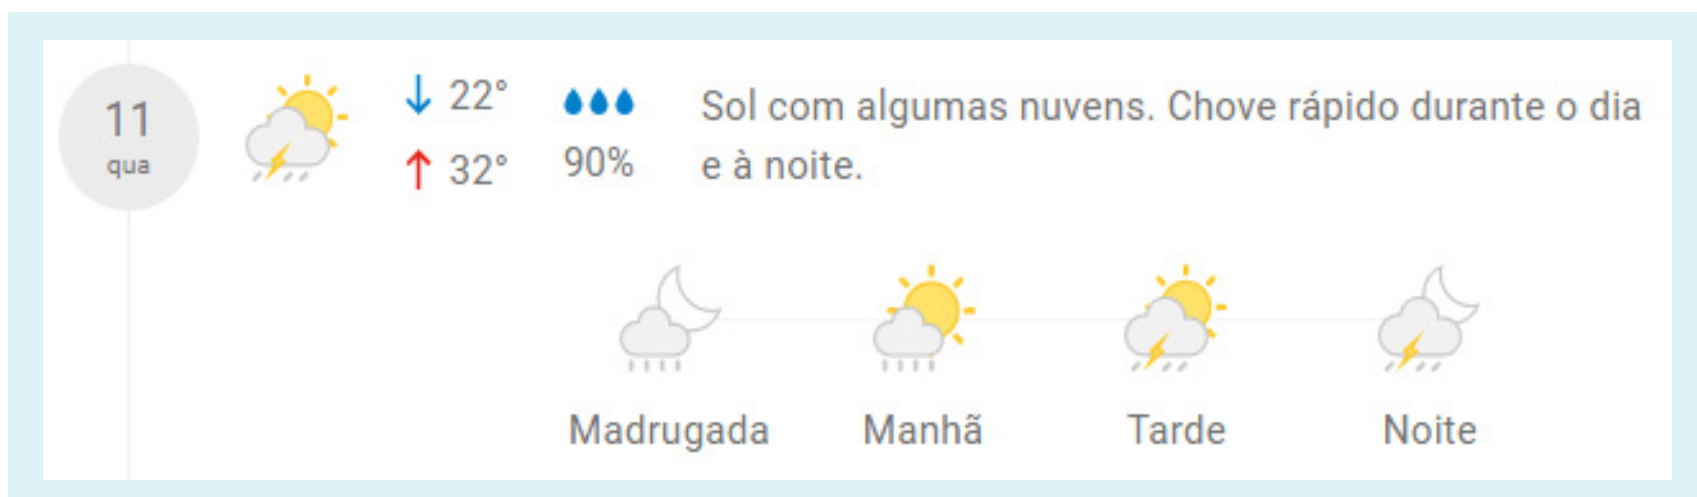 11
qua
↓ 22°
↑ 32°
90%
Sol com algumas nuvens. Chove rápido durante o dia
e à noite.
Madrugada
Manhã
Tarde
Noite